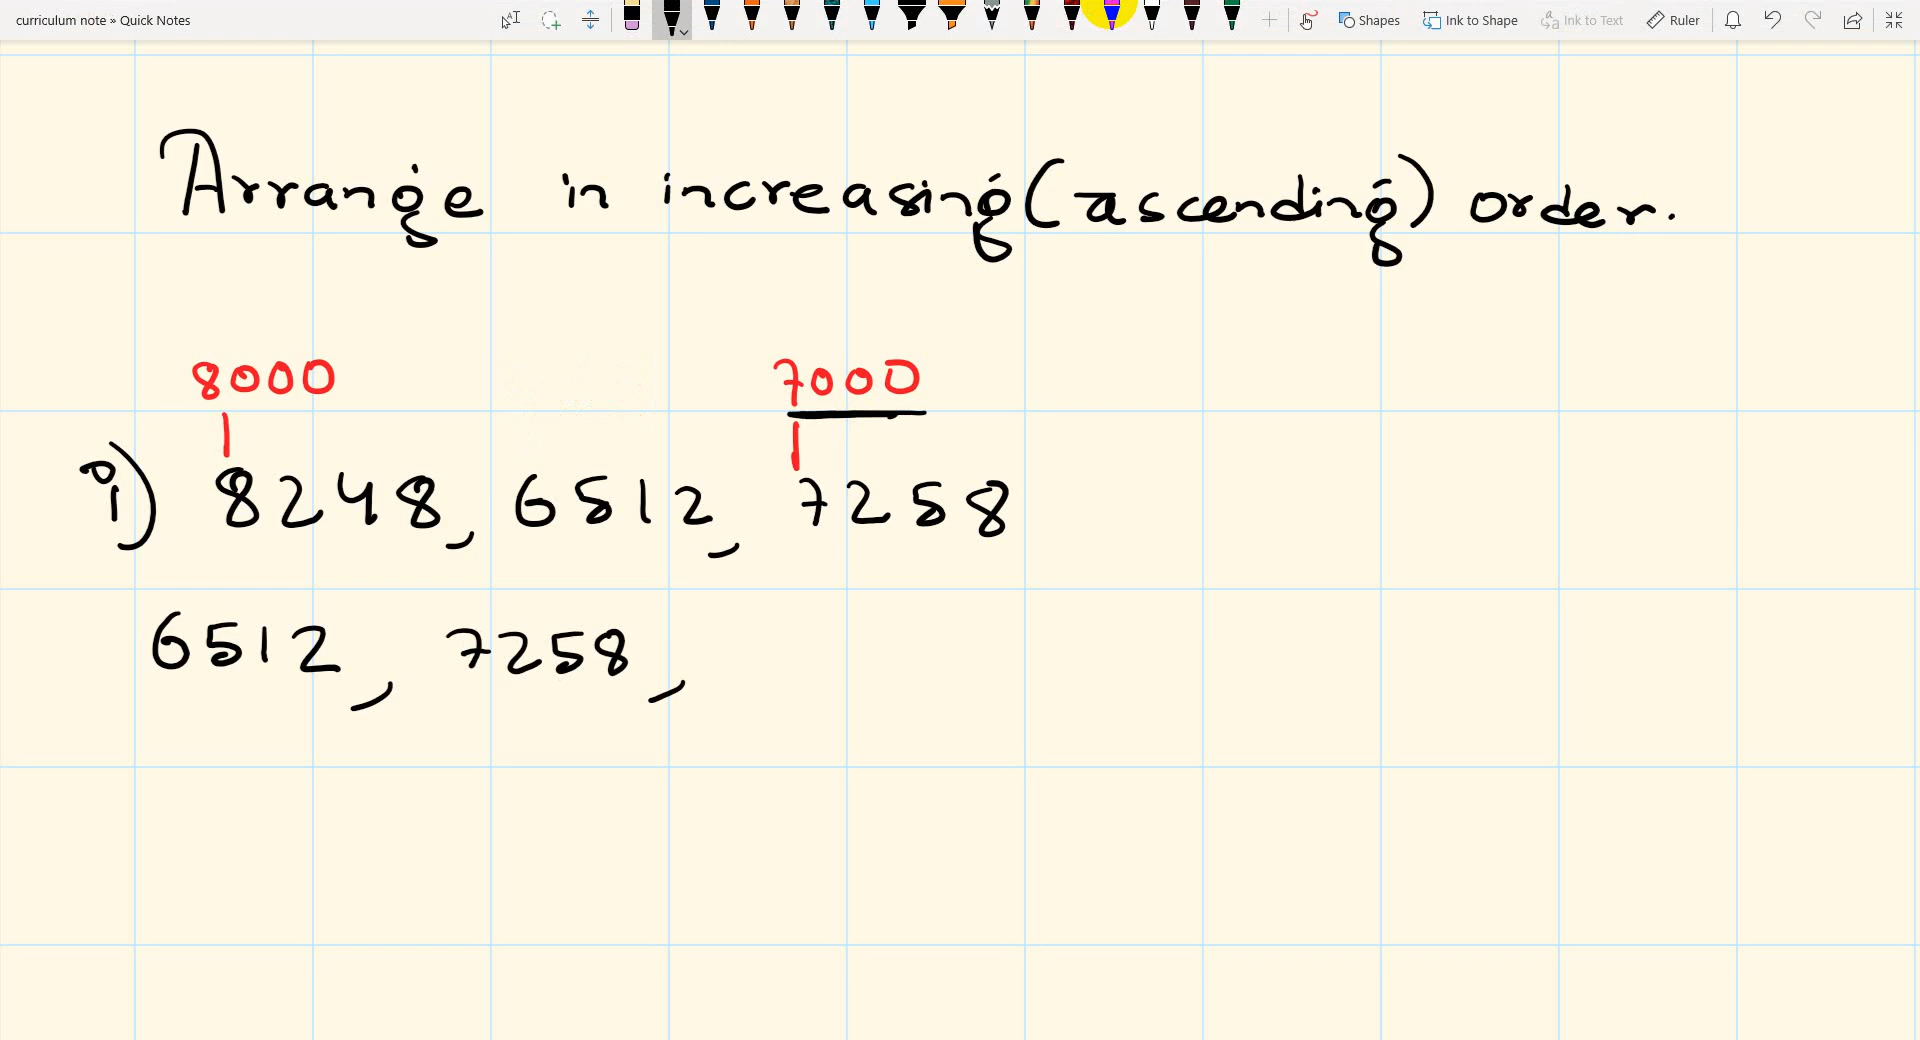 curriculum note » Quick Notes
Shapes Ink to Shape Ink to Text Ruler
Arrange in increasing (ascending) order.
8000 7000
i) 8248, 6512, 7258
6512, 7258,